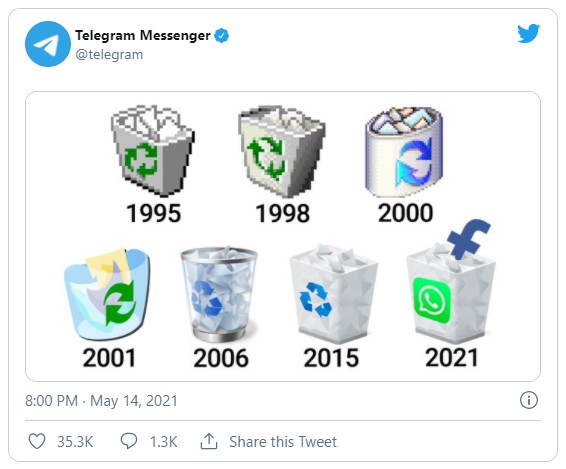 Telegram Messenger
@telegram
1995
1998
2000
2001
2006
2015
2021
8:00 PM · May 14, 2021
35.3K
1.3K
Share this Tweet